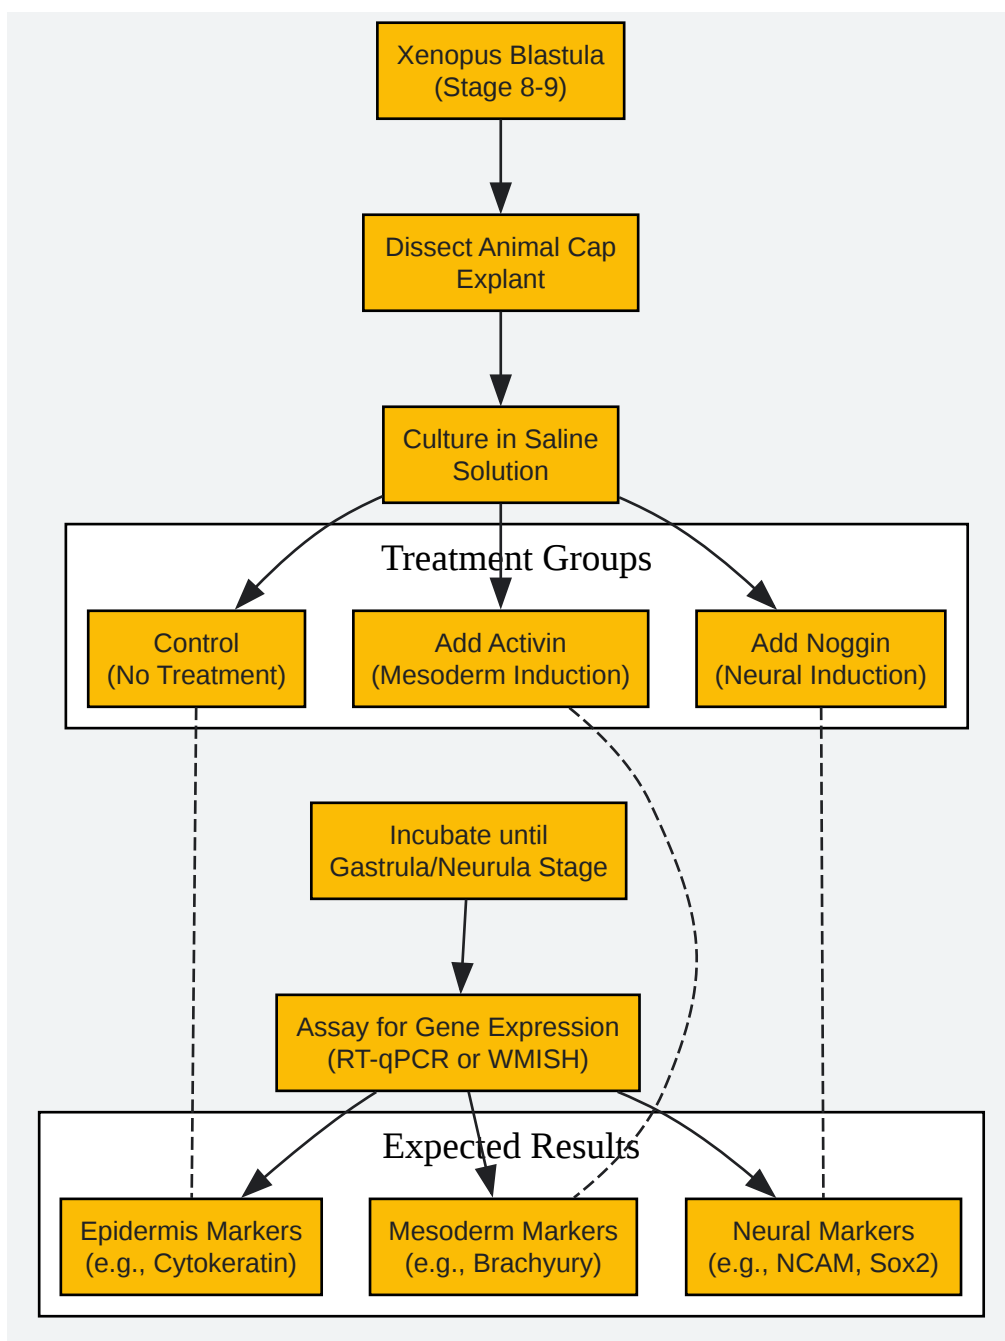 Xenopus Blastula
(Stage 8-9)
Dissect Animal Cap
Explant
Culture in Saline
Solution
Treatment Groups
Control
(No Treatment)
Add Activin
(Mesoderm Induction)
Add Noggin
(Neural Induction)
Incubate until
Gastrula/Neurula Stage
Assay for Gene Expression
(RT-qPCR or WMISH)
Expected Results
Epidermis Markers
(e.g., Cytokeratin)
Mesoderm Markers
(e.g., Brachyury)
Neural Markers
(e.g., NCAM, Sox2)